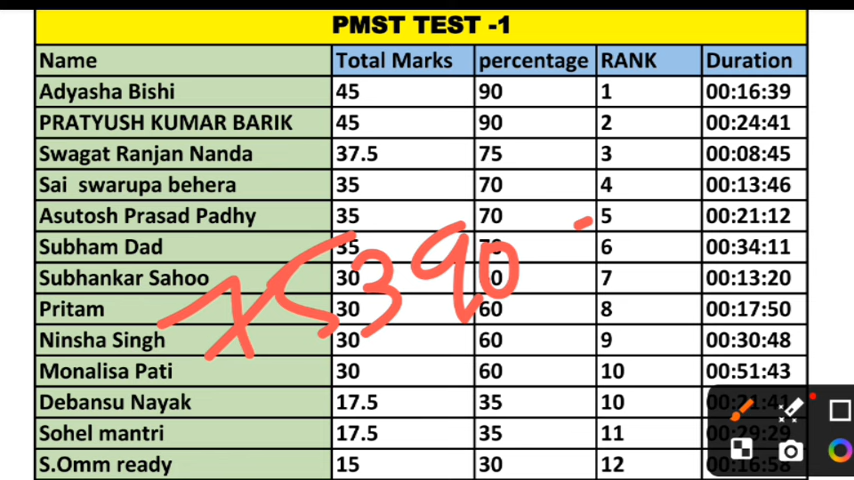 PMST TEST -1
Name Total Marks percentage RANK Duration
Adyasha Bishi 45 90 1 00:16:39
PRATYUSH KUMAR BARIK 45 90 2 00:24:41
Swagat Ranjan Nanda 37.5 75 3 00:08:45
Sai swarupa behera 35 70 4 00:13:46
Asutosh Prasad Padhy 35 70 5 00:21:12
Subham Dad 35 6 00:34:11
Subhankar Sahoo 30 7 00:13:20
Pritam 30 60 8 00:17:50
Ninsha Singh 30 60 9 00:30:48
Monalisa Pati 30 60 10 00:51:43
Debansu Nayak 17.5 35 10
Sohel mantri 17.5 35 11
S.Omm ready 15 30 12